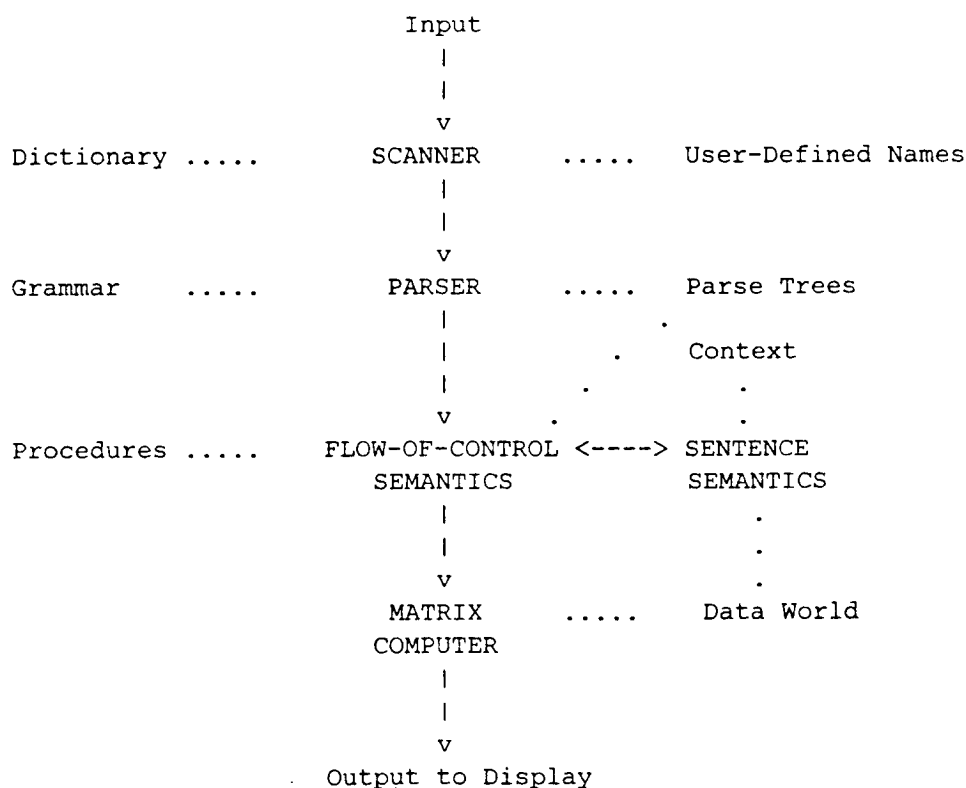 Input
|
|
v
Dictionary ..... SCANNER ..... User-Defined Names
|
|
v
Grammar ..... PARSER ..... Parse Trees
| .
| . Context
| . .
v . .
Procedures ..... FLOW-OF-CONTROL <----> SENTENCE
SEMANTICS SEMANTICS
| .
| .
v .
MATRIX ..... Data World
COMPUTER
|
|
v
Output to Display